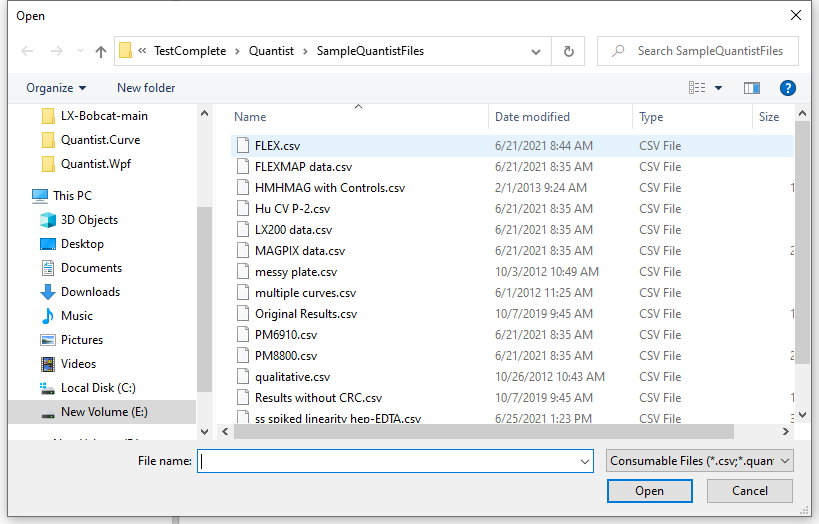 Open
« TestComplete > Quantist > SampleQuantistFiles
Search SampleQuantistFiles
Organize New folder
LX-Bobcat-main
Quantist.Curve
Quantist.Wpf
This PC
3D Objects
Desktop
Documents
Downloads
Music
Pictures
Videos
Local Disk (C:)
New Volume (E:)
Name Date modified Type Size
FLEX.csv 6/21/2021 8:44 AM CSV File
FLEXMAP data.csv 6/21/2021 8:35 AM CSV File
HMHMAG with Controls.csv 2/1/2013 9:24 AM CSV File 1
Hu CV P-2.csv 6/21/2021 8:35 AM CSV File
LX200 data.csv 6/21/2021 8:35 AM CSV File
MAGPIX data.csv 6/21/2021 8:35 AM CSV File 2
messy plate.csv 10/3/2012 10:49 AM CSV File
multiple curves.csv 6/1/2012 11:25 AM CSV File
Original Results.csv 10/7/2019 9:45 AM CSV File 1
PM6910.csv 6/21/2021 8:35 AM CSV File
PM8800.csv 6/21/2021 8:35 AM CSV File 2
qualitative.csv 10/26/2012 10:43 AM CSV File
Results without CRC.csv 10/7/2019 9:45 AM CSV File 1
ss spiked linearity hep-EDTA.csv 6/25/2021 1:23 PM CSV File 3
File name: Consumable Files (*.csv;*.quan
Open Cancel